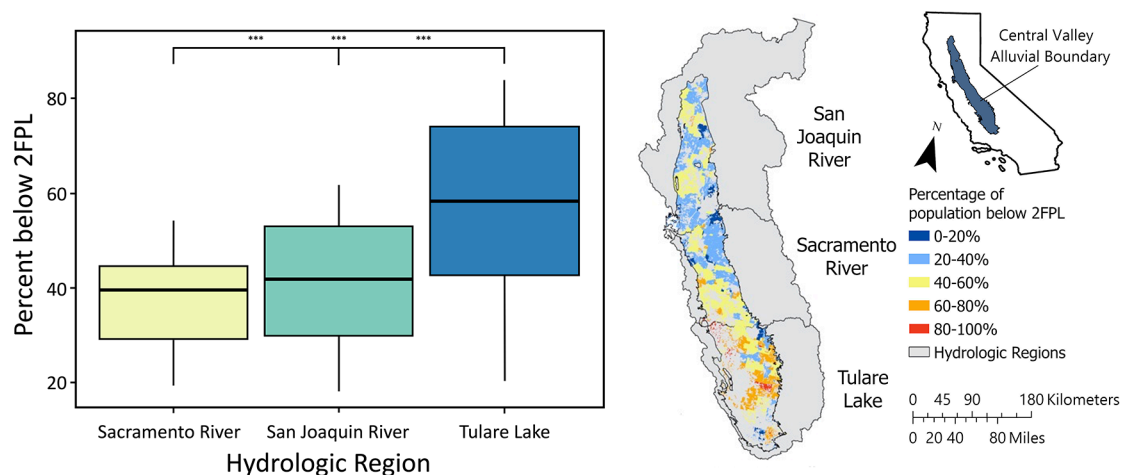 *** *** ***
Percent below 2FPL
80
60
40
20
Sacramento River
San Joaquin River
Tulare Lake
Hydrologic Region
San
Joaquin
River
Sacramento
River
Tulare
Lake
Central Valley
Alluvial Boundary
N
Percentage of
population below 2FPL
0-20%
20-40%
40-60%
60-80%
80-100%
Hydrologic Regions
0 45 90 180 Kilometers
0 20 40 80 Miles